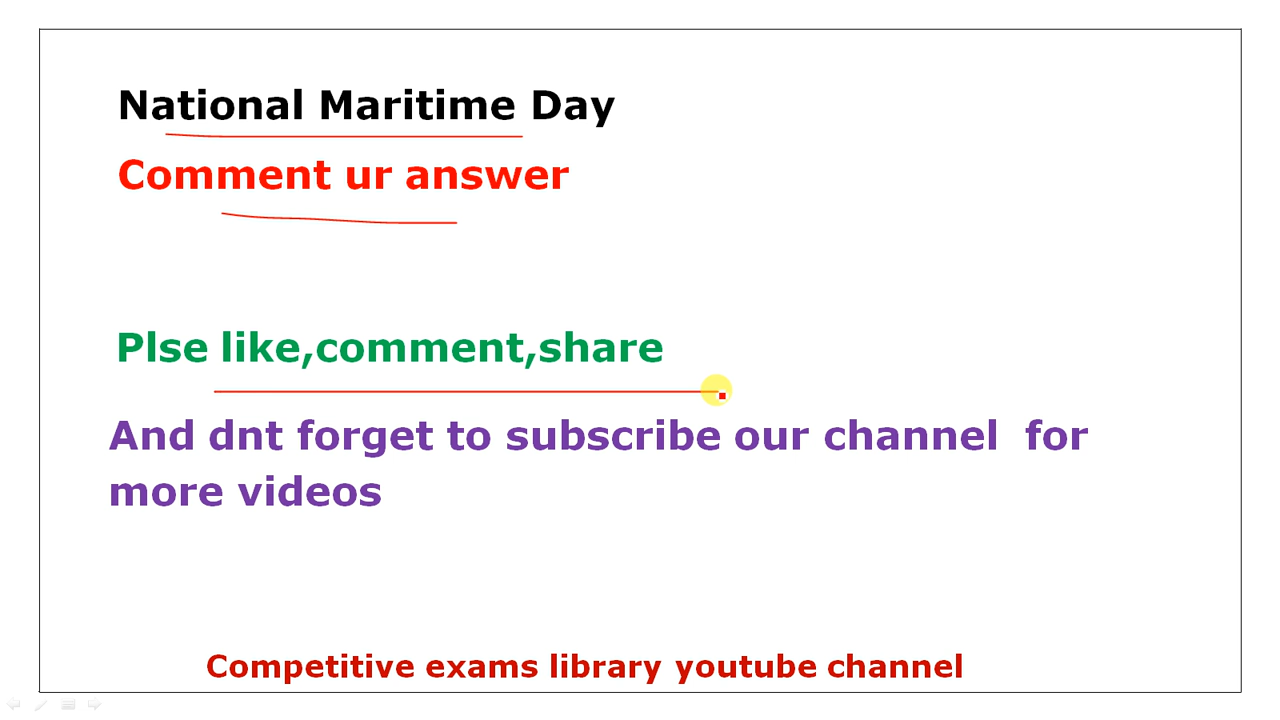 National Maritime Day
Comment ur answer
Plse like,comment,share
And dnt forget to subscribe our channel  for
more videos
Competitive exams library youtube channel